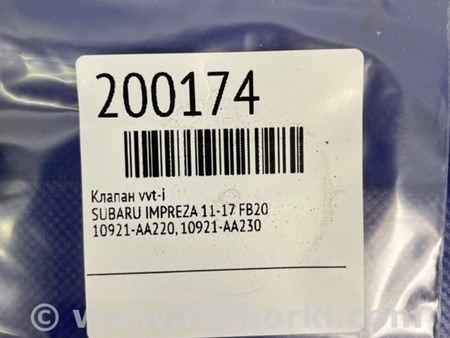 200174
Клапан vvt-i
SUBARU IMPREZA 11-17 FB20
10921-AA220, 10921-AA230
© www.razborki.com